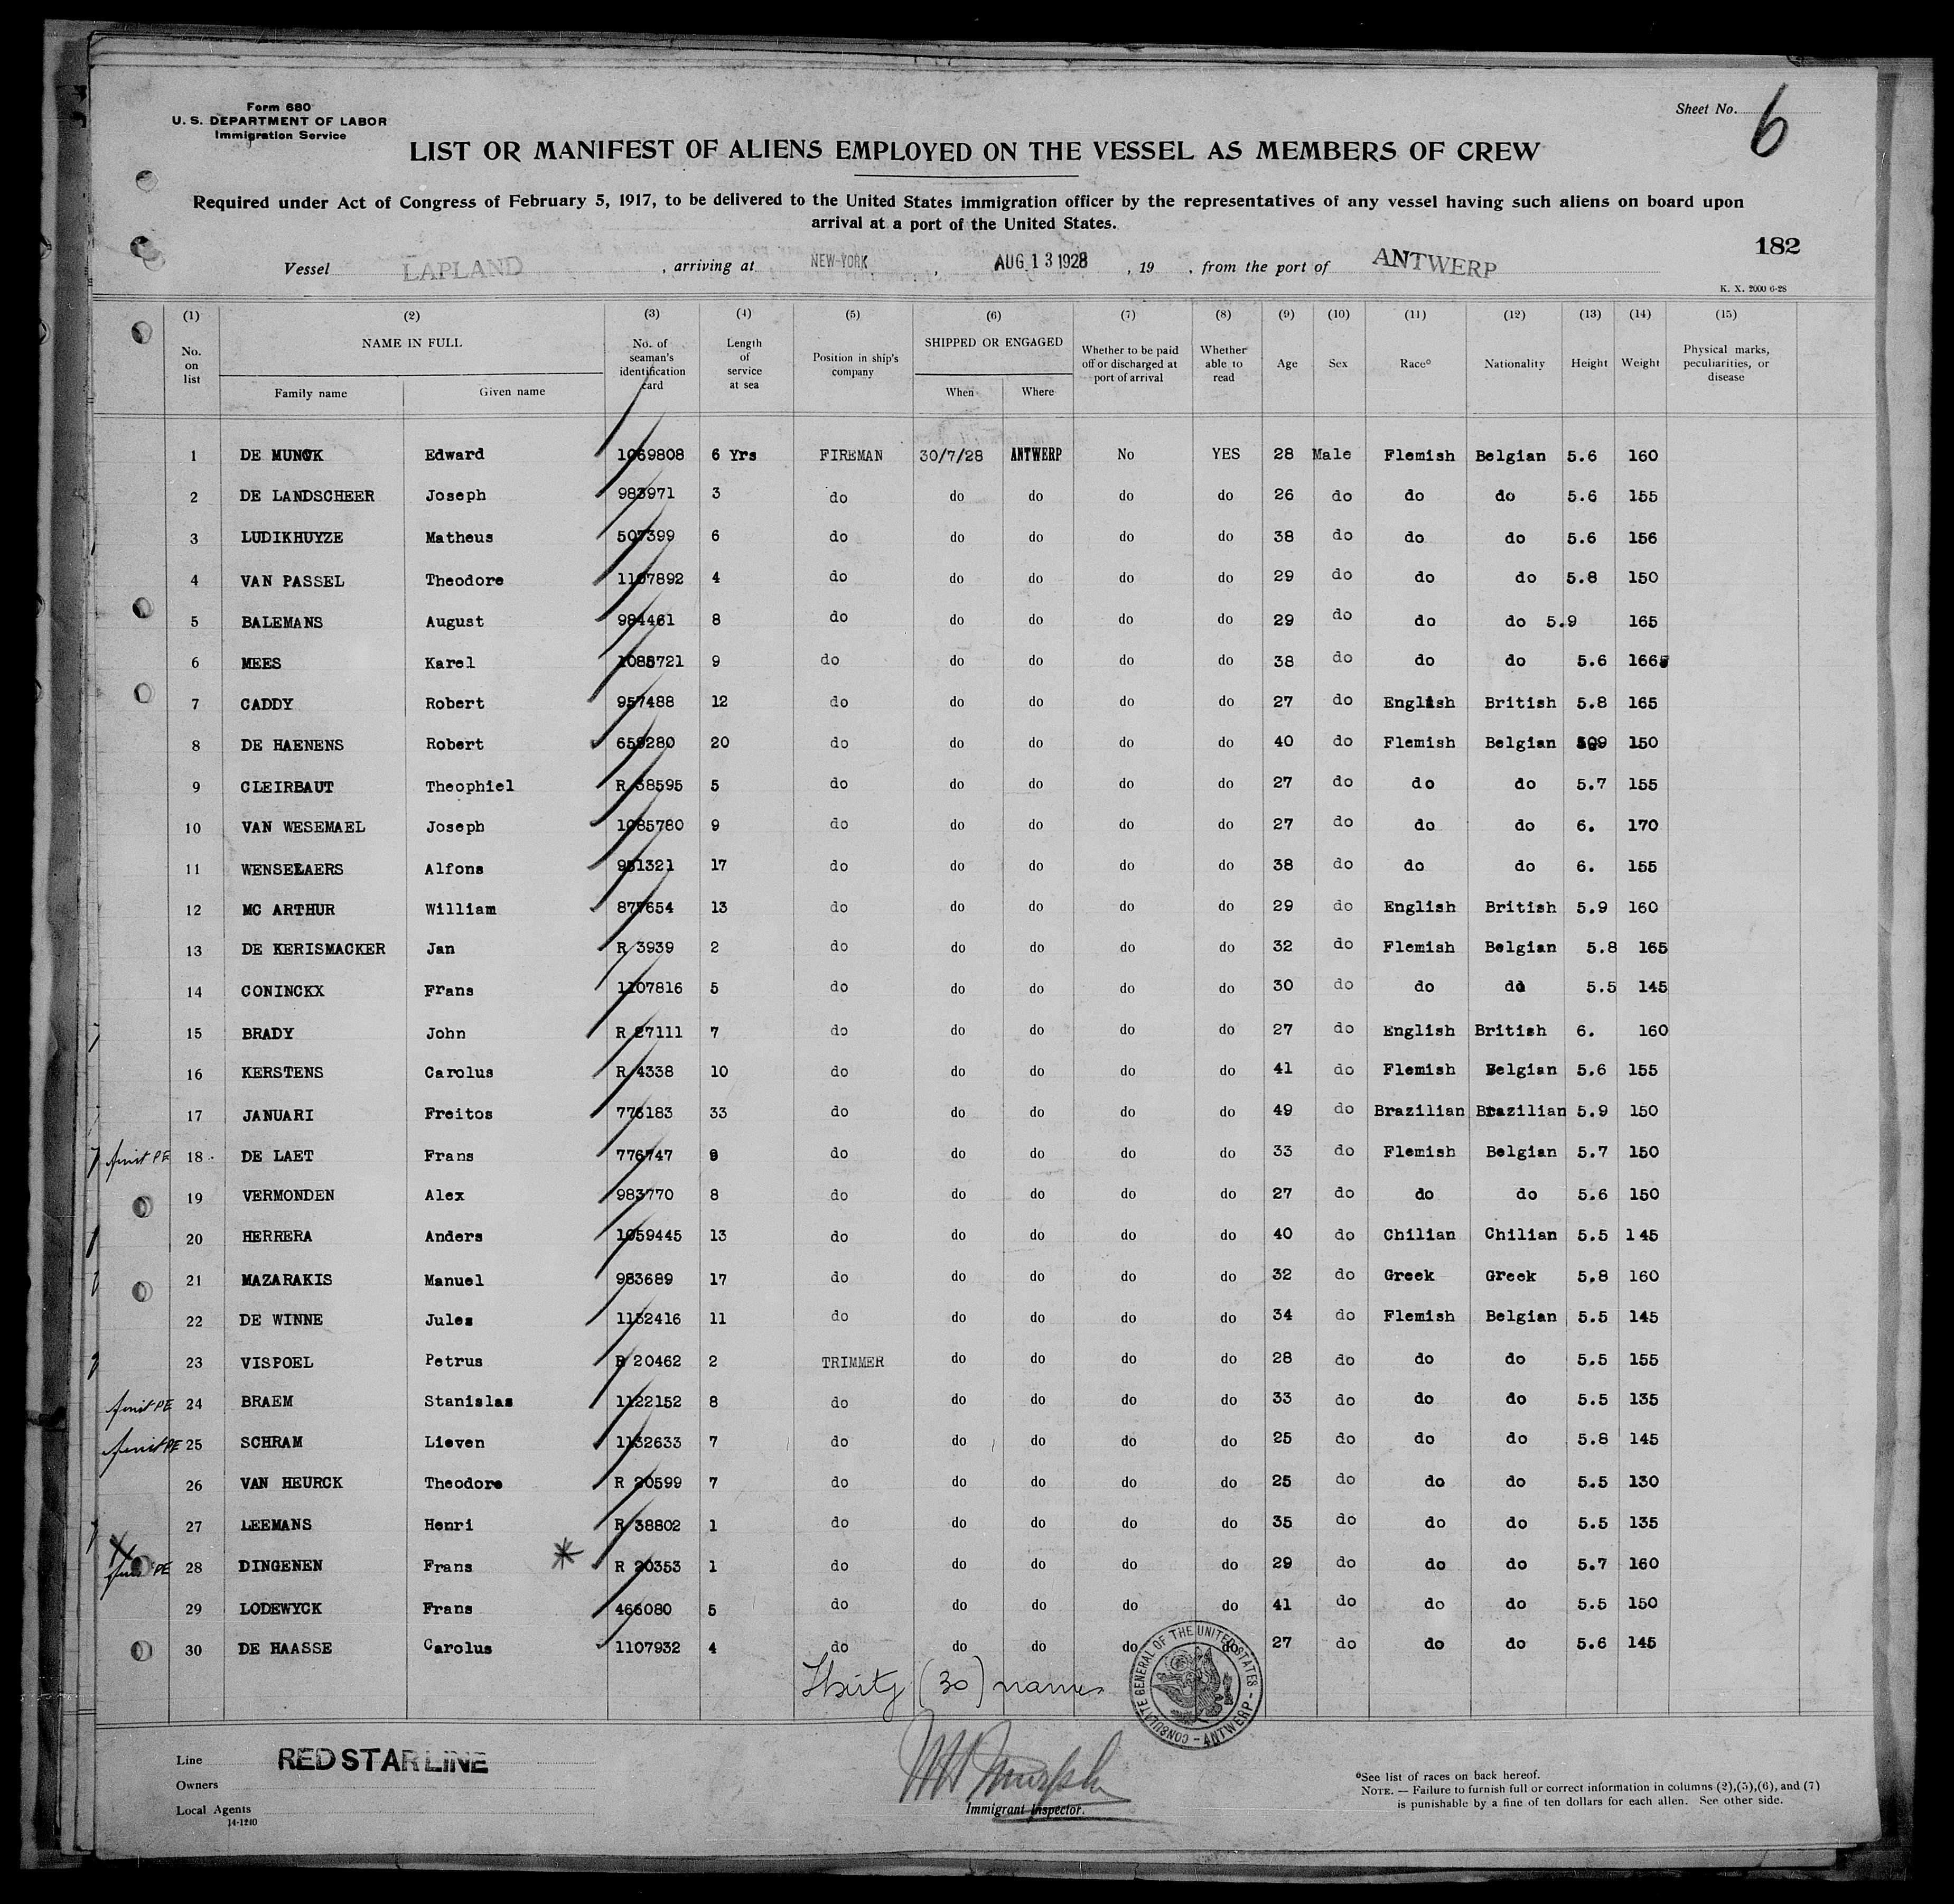 Form 680
U. S. DEPARTMENT OF LABOR
Immigration Service
Sheet No. 6
LIST OR MANIFEST OF ALIENS EMPLOYED ON THE VESSEL AS MEMBERS OF CREW
Required under Act of Congress of February 5, 1917, to be delivered to the United States immigration officer by the representatives of any vessel having such aliens on board upon
arrival at a port of the United States.
182
Vessel LAPLAND , arriving at NEW-YORK , AUG 13 1928 , 19 , from the port of ANTWERP
K. X. 2000 6-28
(1) (2) (3) (4) (5) (6) (7) (8) (9) (10) (11) (12) (13) (14) (15)
No. on list NAME IN FULL Family name Given name No. of seaman's identification card Length of service at sea Position in ship's company SHIPPED OR ENGAGED When Where Whether to be paid off or discharged at port of arrival Whether able to read Age Sex Race* Nationality Height Weight Physical marks, peculiarities, or disease
1 DE MUNCK Edward 1069808 6 Yrs FIREMAN 30/7/28 ANTWERP No YES 28 Male Flemish Belgian 5.6 160
2 DE LANDSCHEER Joseph 983971 3 do do do do do 26 do do do 5.6 155
3 LUDIKHUYZE Matheus 507399 6 do do do do do 38 do do do 5.6 156
4 VAN PASSEL Theodore 1107892 4 do do do do do 29 do do do 5.8 150
5 BALEMANS August 984461 8 do do do do do 29 do do do 5.9 165
6 MEES Karel 1085721 9 do do do do do 38 do do do 5.6 166
7 CADDY Robert 957488 12 do do do do do 27 do English British 5.8 165
8 DE HAENENS Robert 659280 20 do do do do do 40 do Flemish Belgian 509 150
9 CLEIRBAUT Theophiel R 38595 5 do do do do do 27 do do do 5.7 155
10 VAN WESEMAEL Joseph 1085780 9 do do do do do 27 do do do 6. 170
11 WENSELAERS Alfons 951321 17 do do do do do 38 do do do 6. 155
12 MC ARTHUR William 877654 13 do do do do do 29 do English British 5.9 160
13 DE KERISMACKER Jan R 3939 2 do do do do do 32 do Flemish Belgian 5.8 165
14 CONINCKX Frans 1107816 5 do do do do do 30 do do do 5.5 145
15 BRADY John R 27111 7 do do do do do 27 do English British 6. 160
16 KERSTENS Carolus R 4338 10 do do do do do 41 do Flemish Belgian 5.6 155
17 JANUARI Freitos 776183 33 do do do do do 49 do Brazilian Brazilian 5.9 150
18 DE LAET Frans 776747 9 do do do do do 33 do Flemish Belgian 5.7 150
19 VERMONDEN Alex 983770 8 do do do do do 27 do do do 5.6 150
20 HERRERA Anders 1059445 13 do do do do do 40 do Chilian Chilian 5.5 145
21 MAZARAKIS Manuel 983689 17 do do do do do 32 do Greek Greek 5.8 160
22 DE WINNE Jules 1132416 11 do do do do do 34 do Flemish Belgian 5.5 145
23 VISPOEL Petrus R 20462 2 TRIMMER do do do do 28 do do do 5.5 155
24 BRAEM Stanislas 1122152 8 do do do do do 33 do do do 5.5 135
25 SCHRAM Lieven 1132633 7 do do do do do 25 do do do 5.8 145
26 VAN HEURCK Theodore R 20599 7 do do do do do 25 do do do 5.5 130
27 LEEMANS Henri R 38802 1 do do do do do 35 do do do 5.5 135
28 DINGENEN Frans R 20353 1 do do do do do 29 do do do 5.7 160
29 LODEWYCK Frans 466080 5 do do do do do 41 do do do 5.5 150
30 DE HAASSE Carolus 1107932 4 do do do do do 27 do do do 5.6 145
Thirty (30) names
CONSULATE GENERAL OF THE UNITED STATES - ANTWERP -
Line RED STAR LINE
Owners
Local Agents
14-1240
Immigrant Inspector.
*See list of races on back hereof.
NOTE. — Failure to furnish full or correct information in columns (2),(5),(6), and (7)
is punishable by a fine of ten dollars for each alien. See other side.